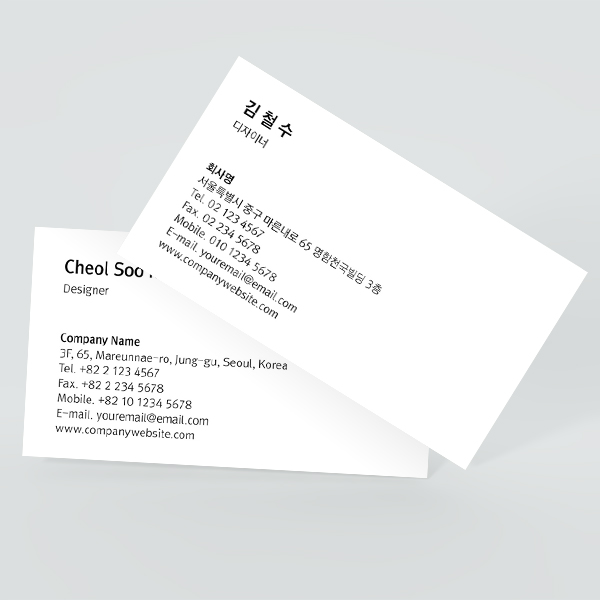 김철수
디자이너
회사명
서울특별시 중구 마른내로 65 명함천국빌딩 3층
Tel. 02 123 4567
Fax. 02 234 5678
Mobile. 010 1234 5678
E-mail. youremail@email.com
www.companywebsite.com
Cheol Soo
Designer
Company Name
3F, 65, Mareunnae-ro, Jung-gu, Seoul, Korea
Tel. +82 2 123 4567
Fax. +82 2 234 5678
Mobile. +82 10 1234 5678
E-mail. youremail@email.com
www.companywebsite.com